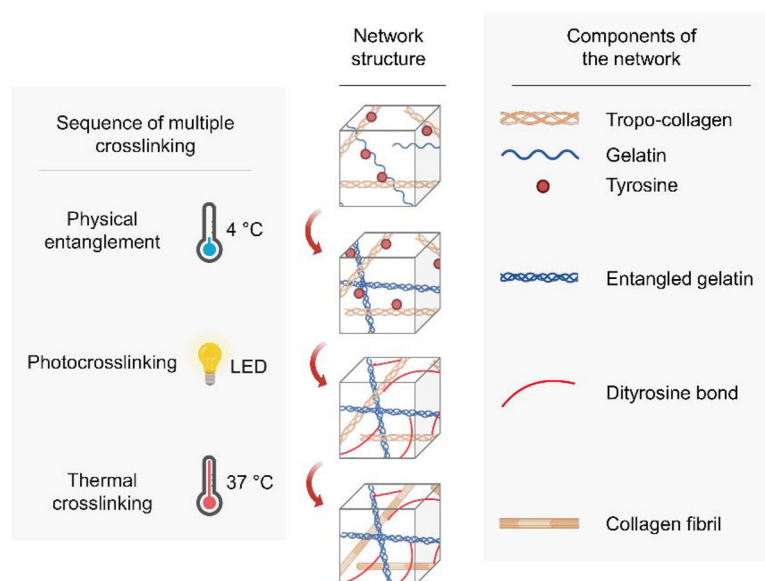 Sequence of multiple
crosslinking
Physical
entanglement
4 °C
Photocrosslinking
LED
Thermal
crosslinking
37 °C
Network
structure
Components of
the network
Tropo-collagen
Gelatin
Tyrosine
Entangled gelatin
Dityrosine bond
Collagen fibril